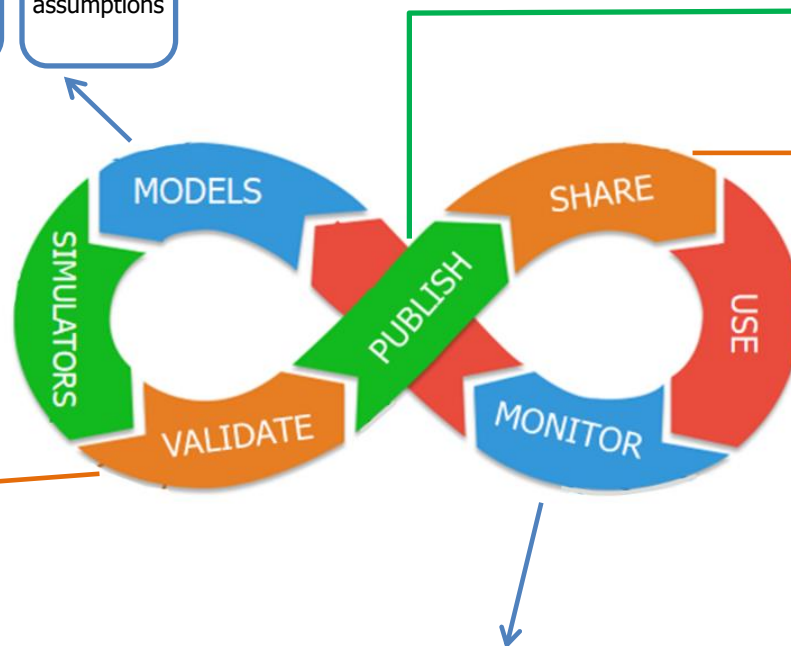 assumptions
MODELS
SHARE
SIMULATORS
PUBLISH
USE
VALIDATE
MONITOR